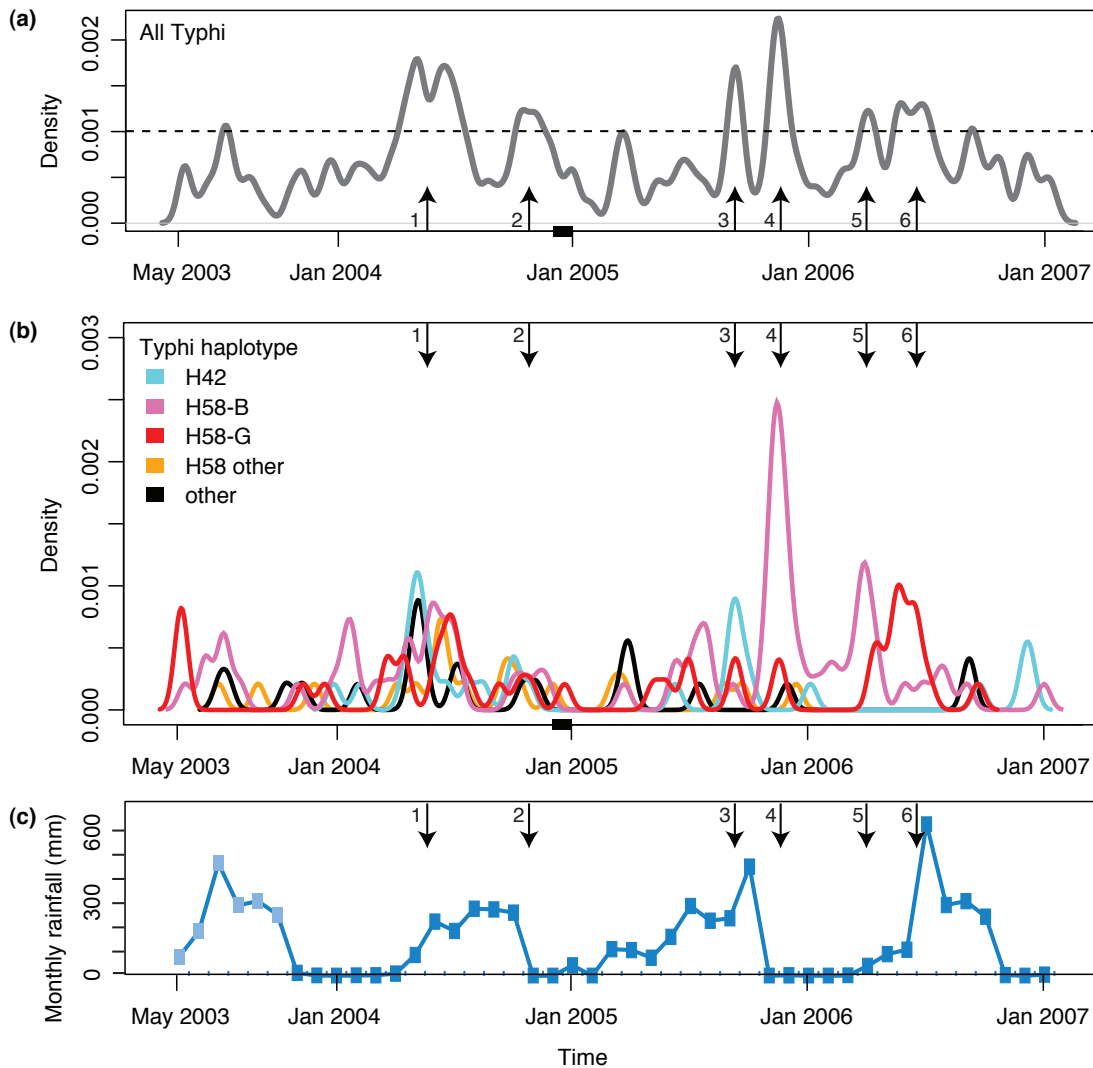 (a)
All Typhi
Density
0.002
0.001
0.000
1 2 3 4 5 6
May 2003 Jan 2004 Jan 2005 Jan 2006 Jan 2007
(b)
1 2 3 4 5 6
Typhi haplotype
H42
H58-B
H58-G
H58 other
other
Density
0.003
0.002
0.001
0.000
May 2003 Jan 2004 Jan 2005 Jan 2006 Jan 2007
(c)
1 2 3 4 5 6
Monthly rainfall (mm)
600
300
0
May 2003 Jan 2004 Jan 2005 Jan 2006 Jan 2007
Time